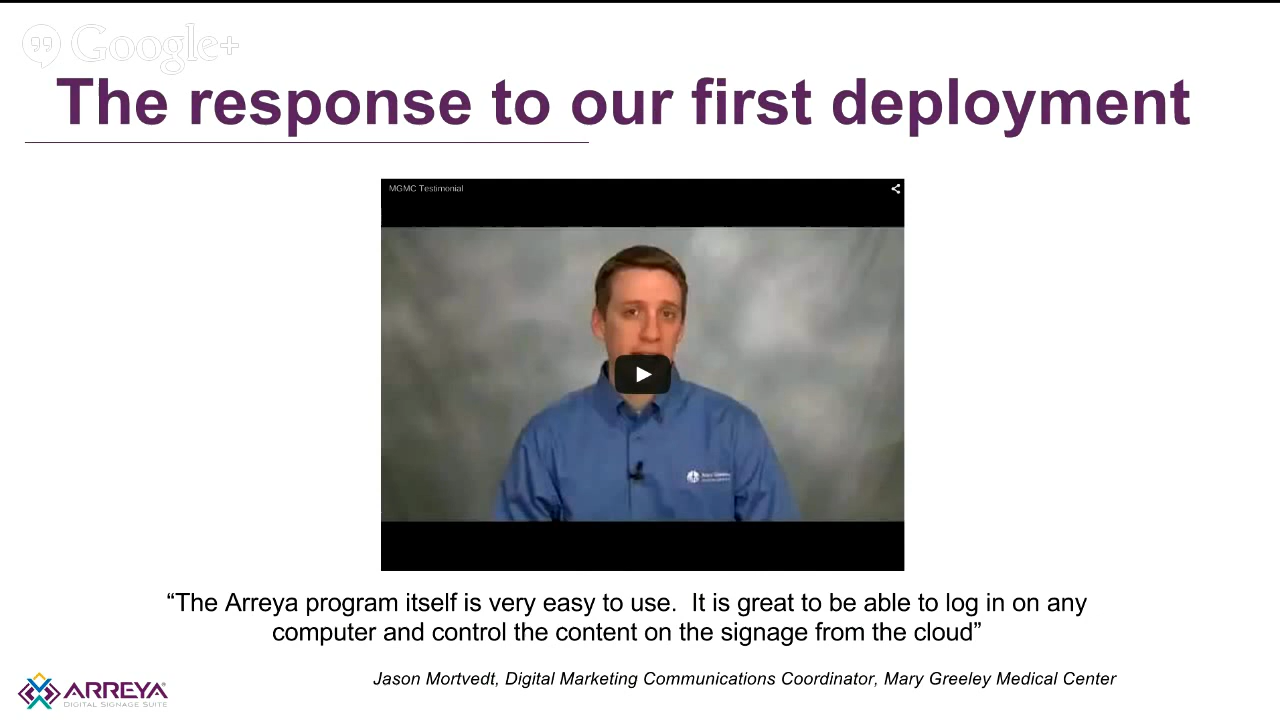 Google+
The response to our first deployment
MGMC Testimonial
“The Arreya program itself is very easy to use.  It is great to be able to log in on any
computer and control the content on the signage from the cloud”
Jason Mortvedt, Digital Marketing Communications Coordinator, Mary Greeley Medical Center
ARREYA
DIGITAL SIGNAGE SUITE